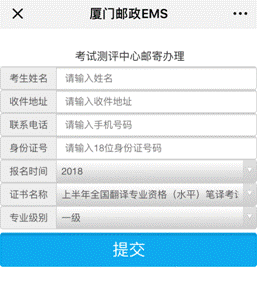 厦门邮政EMS
考试测评中心邮寄办理
考生姓名 请输入姓名
收件地址 请输入收件地址
联系电话 请输入手机号码
身份证号 请输入18位身份证号码
报名时间 2018
证书名称 上半年全国翻译专业资格（水平）笔译考试
专业级别 一级
提交